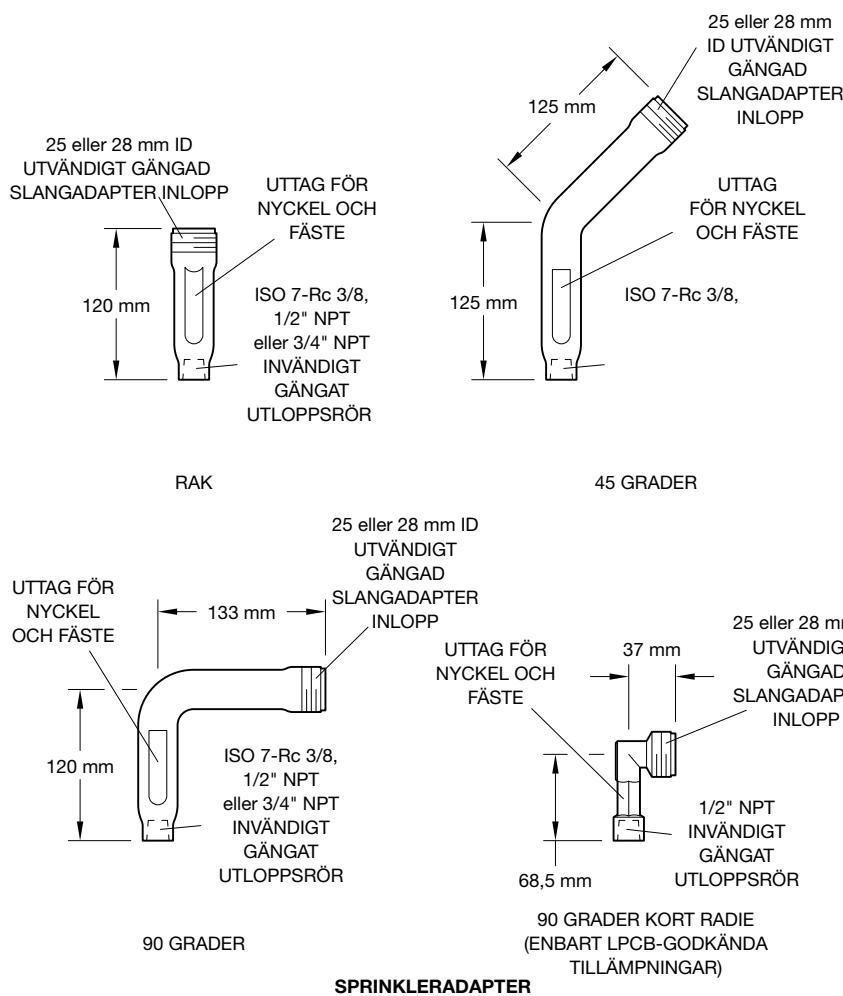 25 eller 28 mm ID
UTVÄNDIGT GÄNGAD
SLANGADAPTER INLOPP
UTTAG FÖR
NYCKEL OCH
FÄSTE
120 mm
ISO 7-Rc 3/8,
1/2" NPT
eller 3/4" NPT
INVÄNDIGT
GÄNGAT
UTLOPPSRÖR
RAK
25 eller 28 mm
ID UTVÄNDIGT
GÄNGAD
SLANGADAPTER
INLOPP
125 mm
UTTAG
FÖR NYCKEL
OCH FÄSTE
125 mm
ISO 7-Rc 3/8,
45 GRADER
25 eller 28 mm ID
UTVÄNDIGT
GÄNGAD
SLANGADAPTER
INLOPP
UTTAG FÖR
NYCKEL
OCH FÄSTE
133 mm
120 mm
ISO 7-Rc 3/8,
1/2" NPT
eller 3/4" NPT
INVÄNDIGT
GÄNGAT
UTLOPPSRÖR
90 GRADER
25 eller 28
UTTAG FÖR
NYCKEL OCH
FÄSTE
37 mm
INLOPP
68,5 mm
1/2" NPT
INVÄNDIGT
GÄNGAT
UTLOPPSRÖR
90 GRADER KORT RADIE
(ENBART LPCB-GODKÄNDA
TILLÄMPNINGAR)
SPRINKLERADAPTER